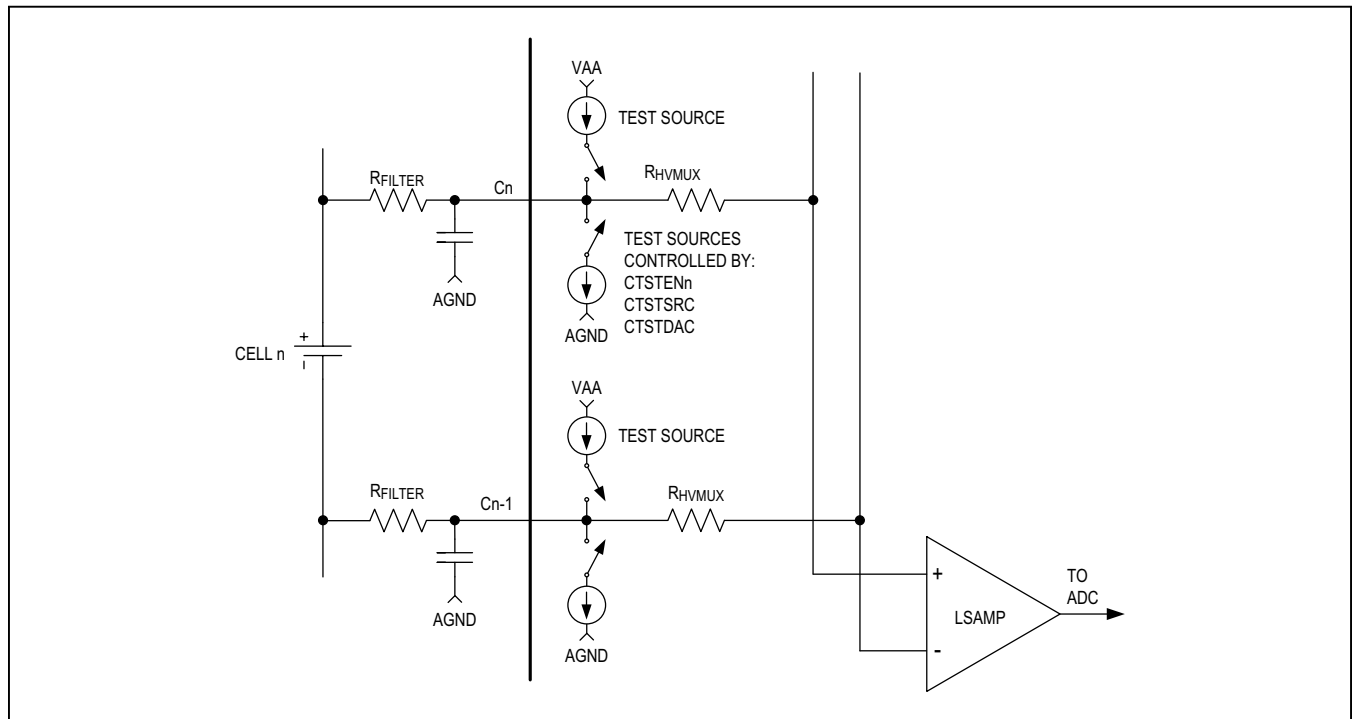 VAA
TEST SOURCE
RFILTER
Cn
RHVMUX
TEST SOURCES
CONTROLLED BY:
CTSTENn
CTSTSRC
CTSTDAC
AGND
AGND
+
-
CELL n
VAA
TEST SOURCE
RFILTER
Cn-1
RHVMUX
AGND
AGND
+
-
LSAMP
TO
ADC